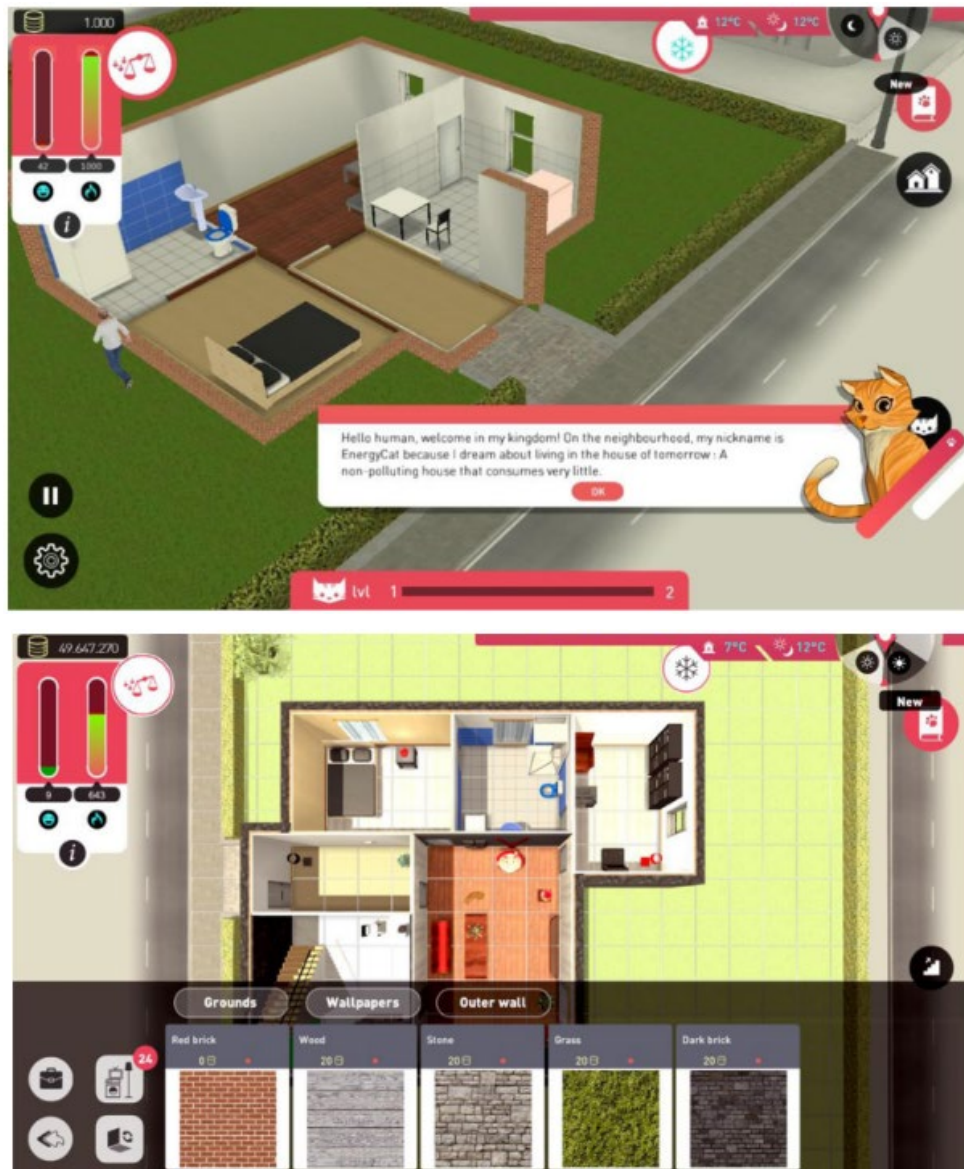 1.000
12°C
12°C
New
42
1000
i
Hello human, welcome in my kingdom! On the neighbourhood, my nickname is
EnergyCat because I dream about living in the house of tomorrow : A
non-polluting house that consumes very little.
OK
lvl 1 2
49.647.270
7°C
12°C
New
9
643
i
Grounds Wallpapers Outer wall
24
Red brick Wood Stone Grass Dark brick
0 20 20 20 20